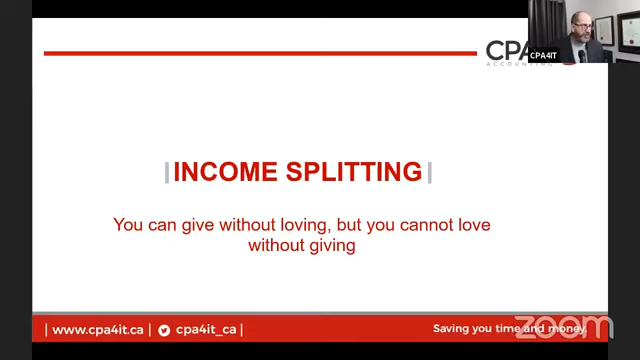 CPA
ACCOUNTING
CPA4IT
|INCOME SPLITTING|
You can give without loving, but you cannot love
without giving
| www.cpa4it.ca | cpa4it_ca |
Saving you time and money.
zoom